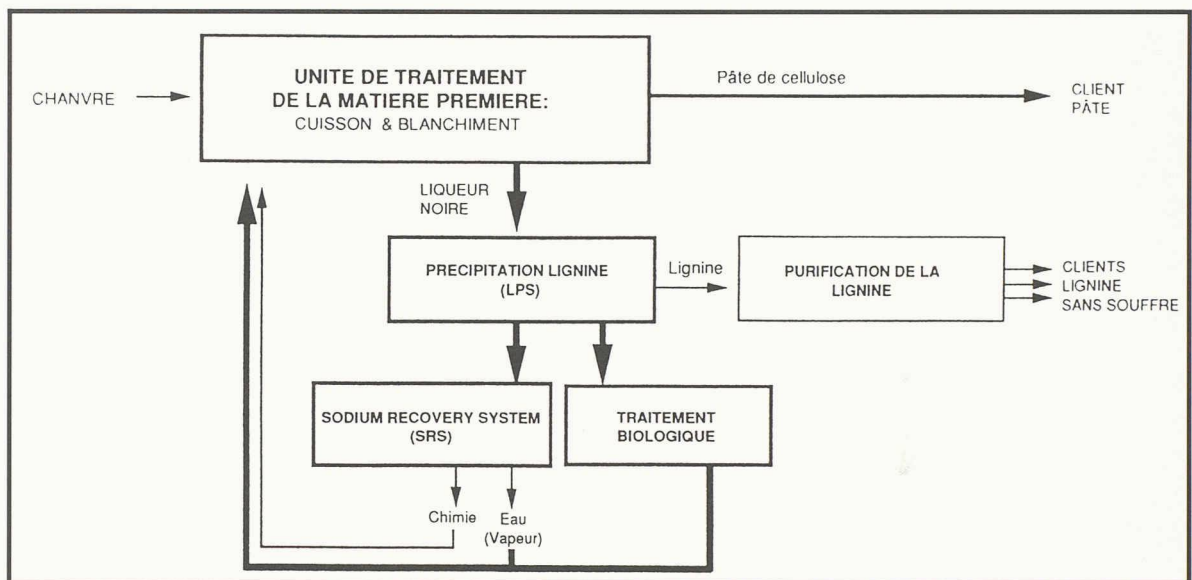 UNITE DE TRAITEMENT
DE LA MATIERE PREMIERE:
CUISSON & BLANCHIMENT
CHANVRE
Pâte de cellulose
CLIENT
PÂTE
LIQUEUR
NOIRE
PRECIPITATION LIGNINE
(LPS)
Lignine
PURIFICATION DE LA
LIGNINE
CLIENTS
LIGNINE
SANS SOUFFRE
SODIUM RECOVERY SYSTEM
(SRS)
TRAITEMENT
BIOLOGIQUE
Chimie
Eau
(Vapeur)